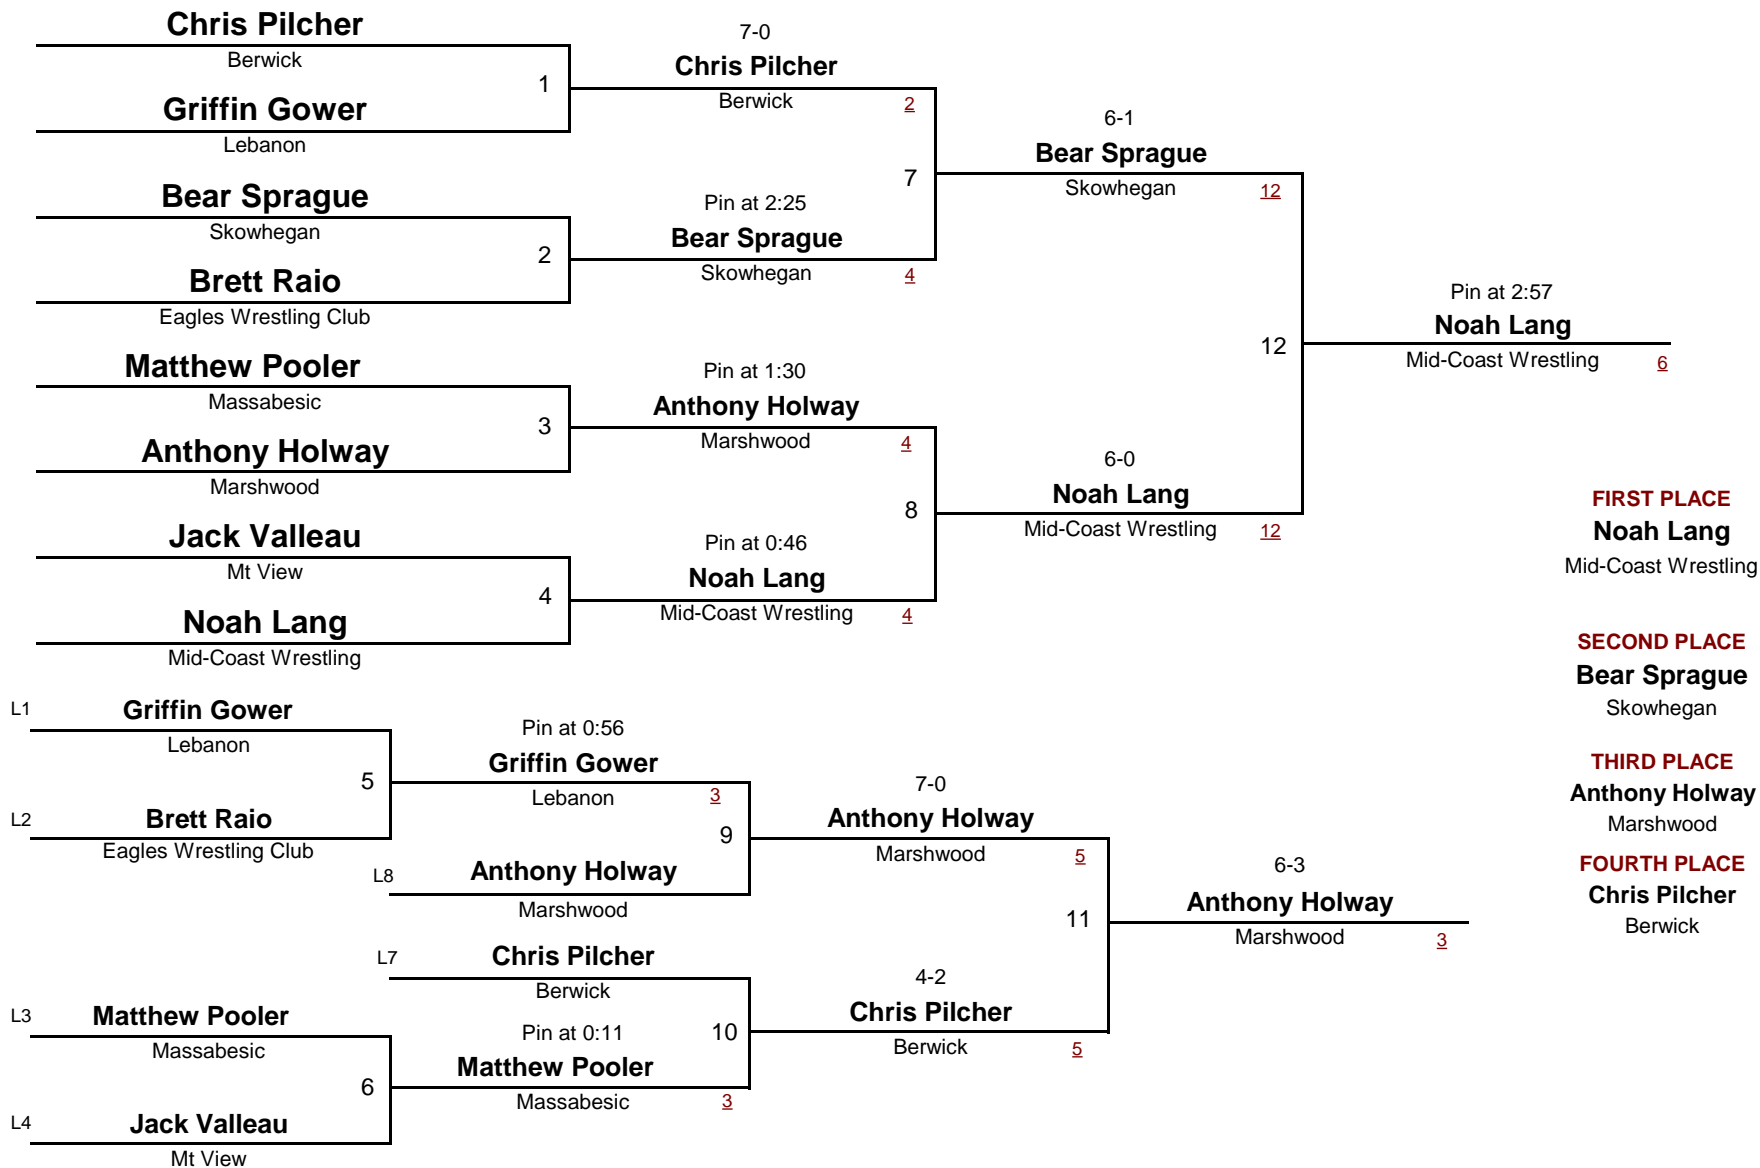 Chris Pilcher
Berwick
1
Griffin Gower
Lebanon
Bear Sprague
Skowhegan
2
Brett Raio
Eagles Wrestling Club
Matthew Pooler
Massabesic
3
Anthony Holway
Marshwood
Jack Valleau
Mt View
4
Noah Lang
Mid-Coast Wrestling
7-0
Chris Pilcher
Berwick 2
7
Pin at 2:25
Bear Sprague
Skowhegan 4
Pin at 1:30
Anthony Holway
Marshwood 4
8
Pin at 0:46
Noah Lang
Mid-Coast Wrestling 4
6-1
Bear Sprague
Skowhegan 12
12
6-0
Noah Lang
Mid-Coast Wrestling 12
Pin at 2:57
Noah Lang
Mid-Coast Wrestling 6
FIRST PLACE
Noah Lang
Mid-Coast Wrestling
SECOND PLACE
Bear Sprague
Skowhegan
THIRD PLACE
Anthony Holway
Marshwood
FOURTH PLACE
Chris Pilcher
Berwick
L1 Griffin Gower
Lebanon
5
L2 Brett Raio
Eagles Wrestling Club
L3 Matthew Pooler
Massabesic
6
L4 Jack Valleau
Mt View
Pin at 0:56
Griffin Gower
Lebanon 3
9
L8 Anthony Holway
Marshwood
L7 Chris Pilcher
Berwick
10
Pin at 0:11
Matthew Pooler
Massabesic 3
7-0
Anthony Holway
Marshwood 5
11
4-2
Chris Pilcher
Berwick 5
6-3
Anthony Holway
Marshwood 3